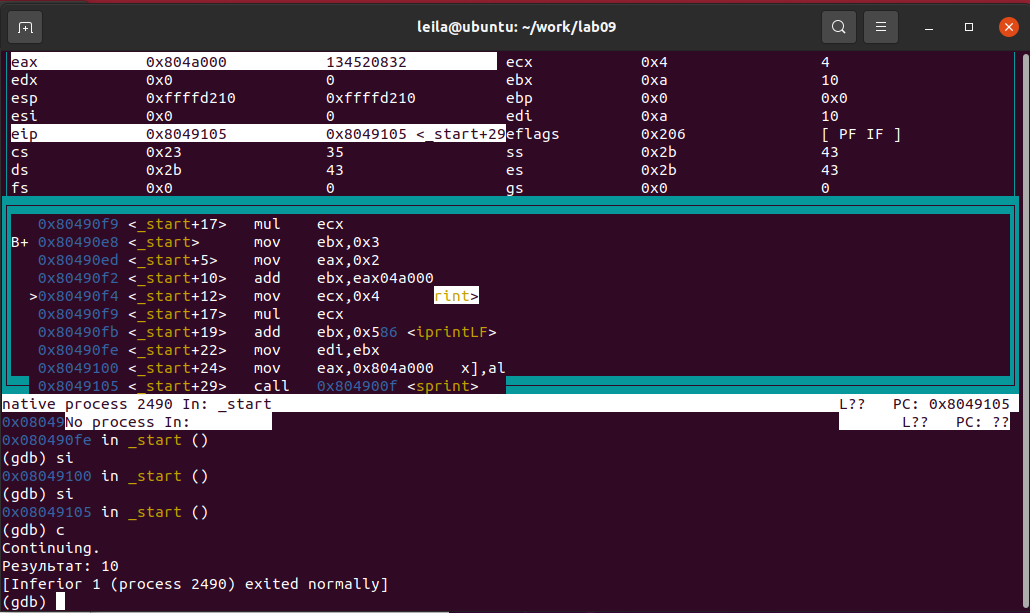 leila@ubuntu: ~/work/lab09
eax 0x804a000 134520832 ecx 0x4 4
edx 0x0 0 ebx 0xa 10
esp 0xffffd210 0xffffd210 ebp 0x0 0x0
esi 0x0 0 edi 0xa 10
eip 0x8049105 0x8049105 <_start+29eflags 0x206 [ PF IF ]
cs 0x23 35 ss 0x2b 43
ds 0x2b 43 es 0x2b 43
fs 0x0 0 gs 0x0 0
0x80490f9 <_start+17> mul ecx
B+ 0x80490e8 <_start> mov ebx,0x3
0x80490ed <_start+5> mov eax,0x2
0x80490f2 <_start+10> add ebx,eax04a000
>0x80490f4 <_start+12> mov ecx,0x4 rint>
0x80490f9 <_start+17> mul ecx
0x80490fb <_start+19> add ebx,0x586 <iprintLF>
0x80490fe <_start+22> mov edi,ebx
0x8049100 <_start+24> mov eax,0x804a000 x],al
0x8049105 <_start+29> call 0x804900f <sprint>
native process 2490 In: _start L?? PC: 0x8049105
0x08049No process In: L?? PC: ??
0x080490fe in _start ()
(gdb) si
0x08049100 in _start ()
(gdb) si
0x08049105 in _start ()
(gdb) c
Continuing.
Результат: 10
[Inferior 1 (process 2490) exited normally]
(gdb)